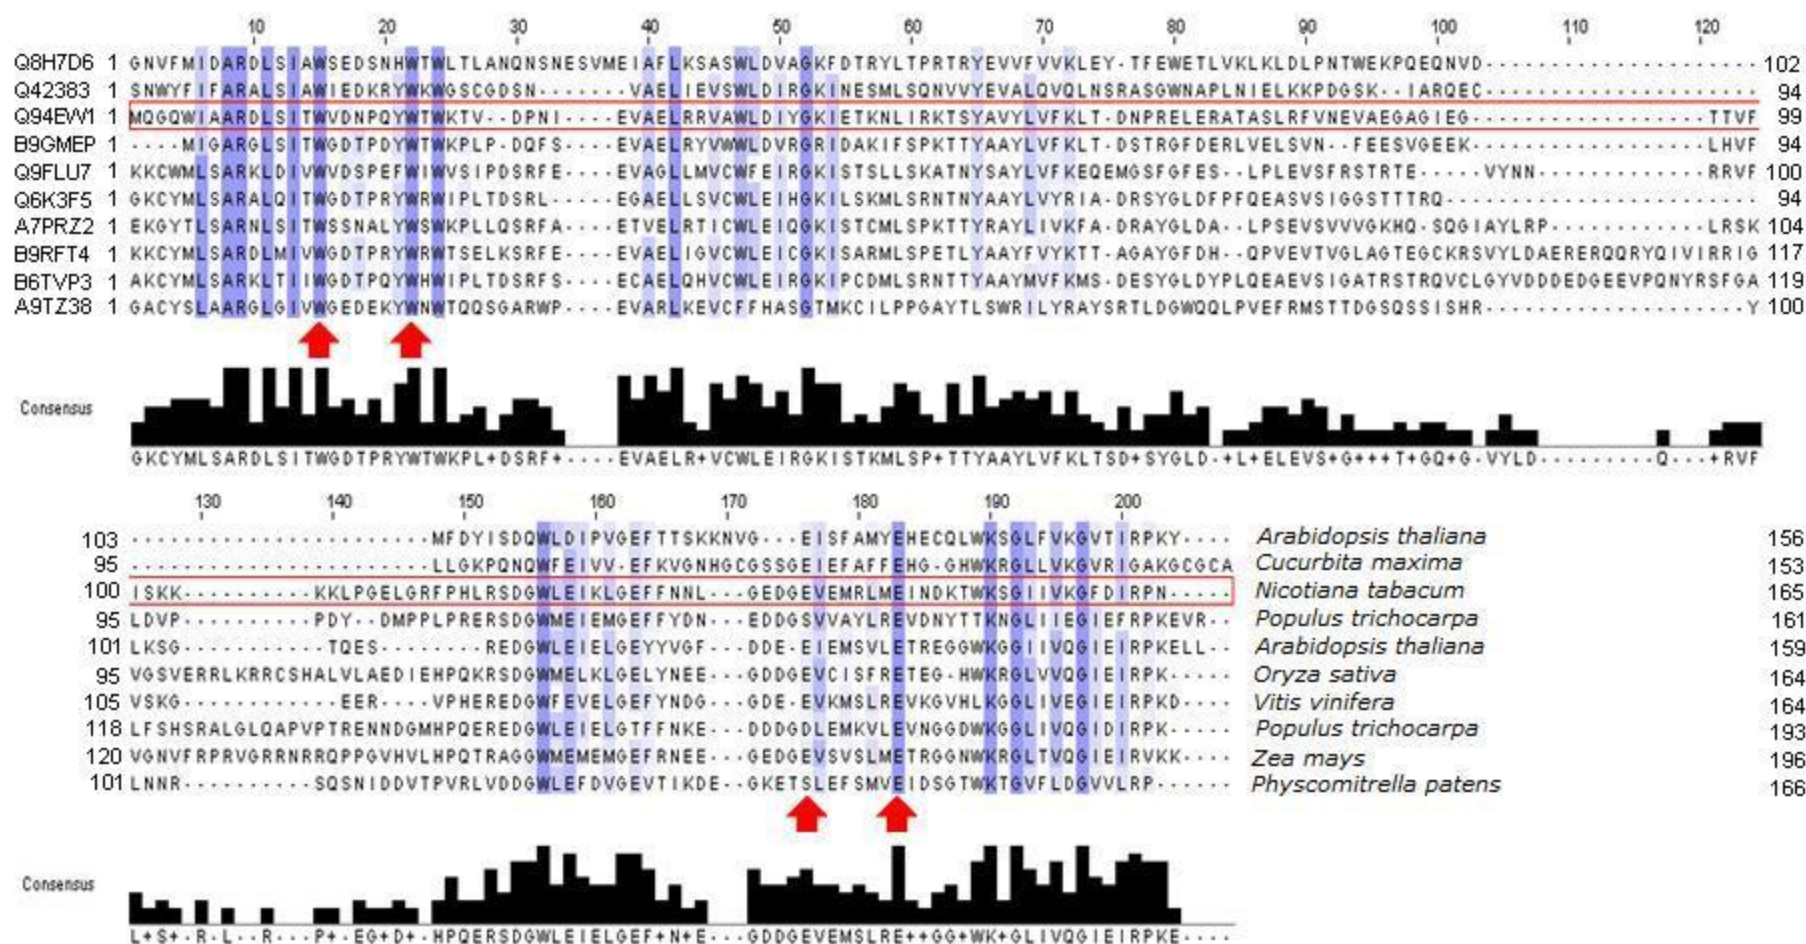 10 20 30 40 50 60 70 80 90 100 110 120
Q8H7D6 1 GNVFMIDARDLSIAWSEDSNHWTWLTLANQNSNESVMEIAFLKSASWLDVAGKFDTRYLTPRTRYEVVFVVKLEY-TFEWETLVKLKLDLPNTWEKPQEQNVD--------------------- 102
Q42383 1 SNWYFIFARALSIAWIEDKRYWKWGSCGDSN-------VAELIEVSWLDIRGKINESMLSQNVVYEVALQVQLNSRASGWNAPLNIELKKPDGSK--IARQEC--------------------- 94
Q94EW1 1 MQGQWIAARDLSITWVDNPQYWTWKTV--DPNI-----EVAELRRVAWLDIYGKIETKNLIRKTSYAVYLVFKLT-DNPRELERATASLRFVNEVAEGAGIEG------------------TTVF 99
B9GMEP 1 ----MIGARGLSITWGDTPDYWTWKPLP-DQFS-----EVAELRYVWWLDVRGRIDAKIFSPKTTYAAYLVFKLT-DSTRGFDERLVELSVN--FEESVGEEK------------------LHVF 94
Q9FLU7 1 KKCWMLSARKLDIVWVDSPEFWIWVSIPDSRFE-----EVAGLLMVCWFEIRGKISTSLLSKATNYSAYLVFKEQEMGSFGFES--LPLEVSFRSTRTE-----VYNN-------------RRVF 100
Q6K3F5 1 GKGYTLSARALQITWGDTPRYWRWIPLTDSRL------EGAELLSVCWLEIHGKILSKMLSRNTNYAAYLVYRIA-DRSYGLDFPFQEASVSIGGSTTTRQ------------------------ 94
A7PRZ2 1 EKGYTLSARNLSITWSSNALYWSWKPLLQSRFA-----ETVELRTICWLEIQGKISTCMLSPKTTYRAYLIVKFA-DRAYGLDA--LPSEVSVVVGKHQ-SQGIAYLRP------------LRSK 104
B9RFT4 1 KKCYMLSARDLMIVWGDTPRYWRWTSELKSRFE-----EVAELIGVCWLEICGKISARMLSPETLYAAYFVYKTT-AGAYGFDH--QPVEVTVGLAGTEGCKRSVYLDAERERQQRYQIVIRRIG 117
B6TVP3 1 AKCYMLSARKLTIIWGDTPQYWHWIPLTDSRFS-----ECAELQHVCWLEIRGKIPCDMLSRNTTYAAYMVFKMS-DESYGLDYPLQEAEVSIGATRSTRQVCLGYVDDDEDGEEVPQNYRSFGA 119
A9TZ38 1 GACYSLAARGLGIVWGEDEKYWNWTQQSGARWP-----EVARLKEVCFFHASGTMKCILPPGAYTLSWRILYRAYSRTLDGWQQLPVEFRMSTTDGSQSSISHR--------------------Y 100
Consensus
GKCYMLSARDLSITWGDTPRYWTWKPL+DSRF+----EVAELR+VCWLEIRGKISTKMLSP+TTYAAYLVFKLTSD+SYGLD-+L+ELEVS+G+++T+GQ+G-VYLD---------Q---+RVF
130 140 150 160 170 180 190 200
103 -----------------------MFDYISDQWLDIPVGEFTTSKKNVG---EISFAMYEHECQLWKSGLFVKGVTIRPKY---- Arabidopsis thaliana 156
95 -----------------------LLGKPQNQWFEIVV-EFKVGNHGCGSSGEIEFAFFEHG-GHWKRGLLVKGVRIGAKGCGCA Cucurbita maxima 153
100 ISKK----------KKLPGELGRFPHLRSDGWLEIKLGEFFNNL---GEDGEVEMRLMEINDKTWKSGIIVKGFDIRPN----- Nicotiana tabacum 165
95 LDVP----------PDY--DMPPLPRERSDGWMEIEMGEFFYDN---EDDGSVVAYLREVDNYTTKNGLIIEGIEFRPKEVR-- Populus trichocarpa 161
101 LKSG-----------TQES--------REDGWLEIELGEYYVGF---DDE-EIEMSVLETREGGWKGGIIVQGIEIRPKELL-- Arabidopsis thaliana 159
95 VGSVERRLKRRCSHALVLAEDIEHPQKRSDGWMELKLGELYNEE---GDDGEVCISFRETEG-HWKRGLVVQGIEIRPK----- Oryza sativa 164
105 VSKG------------EER-----VPHEREDGWFEVELGEFYNDG---GDE-EVKMSLREVKGVHLKGGLIVEGIEIRPKD---- Vitis vinifera 164
118 LFSHSRALGLQAPVPTRENNDGMHPQEREDGWLEIELGTFFNKE---DDDGDLEMKVLEVNGGDWKGGLIVQGIDIRPK----- Populus trichocarpa 193
120 VGNVFRPRVGRRNRRQPPGVHVLHPQTRAGGWMEMEMGEFRNEE---GEDGEVSVSLMETRGGNWKRGLTVQGIEIRVKK---- Zea mays 196
101 LNNR----------SQSNIDDVTPVRLVDDGWLEFDVGEVTIKDE--GKETSLEFSMVEIDSGTWKTGVFLDGVVLRP------ Physcomitrella patens 166
Consensus
L+S+-R-L--R---P+-EG+D+-HPQERSDGWLEIELGEF+N+E---GDDGEVEMSLRE++GG+WK+GLIVQGIEIRPKE----